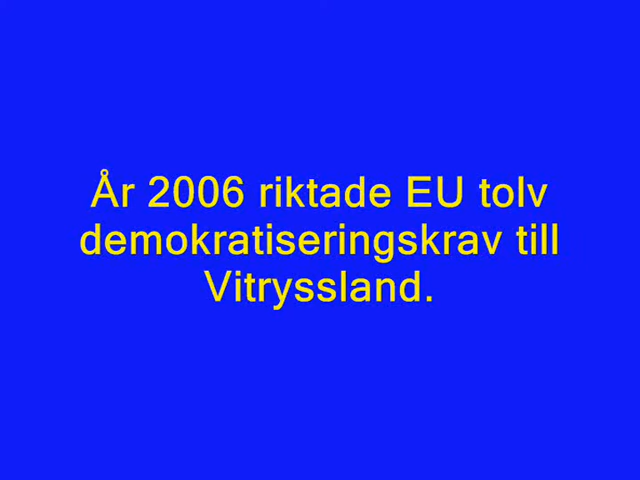 År 2006 riktade EU tolv
demokratiseringskrav till
Vitryssland.